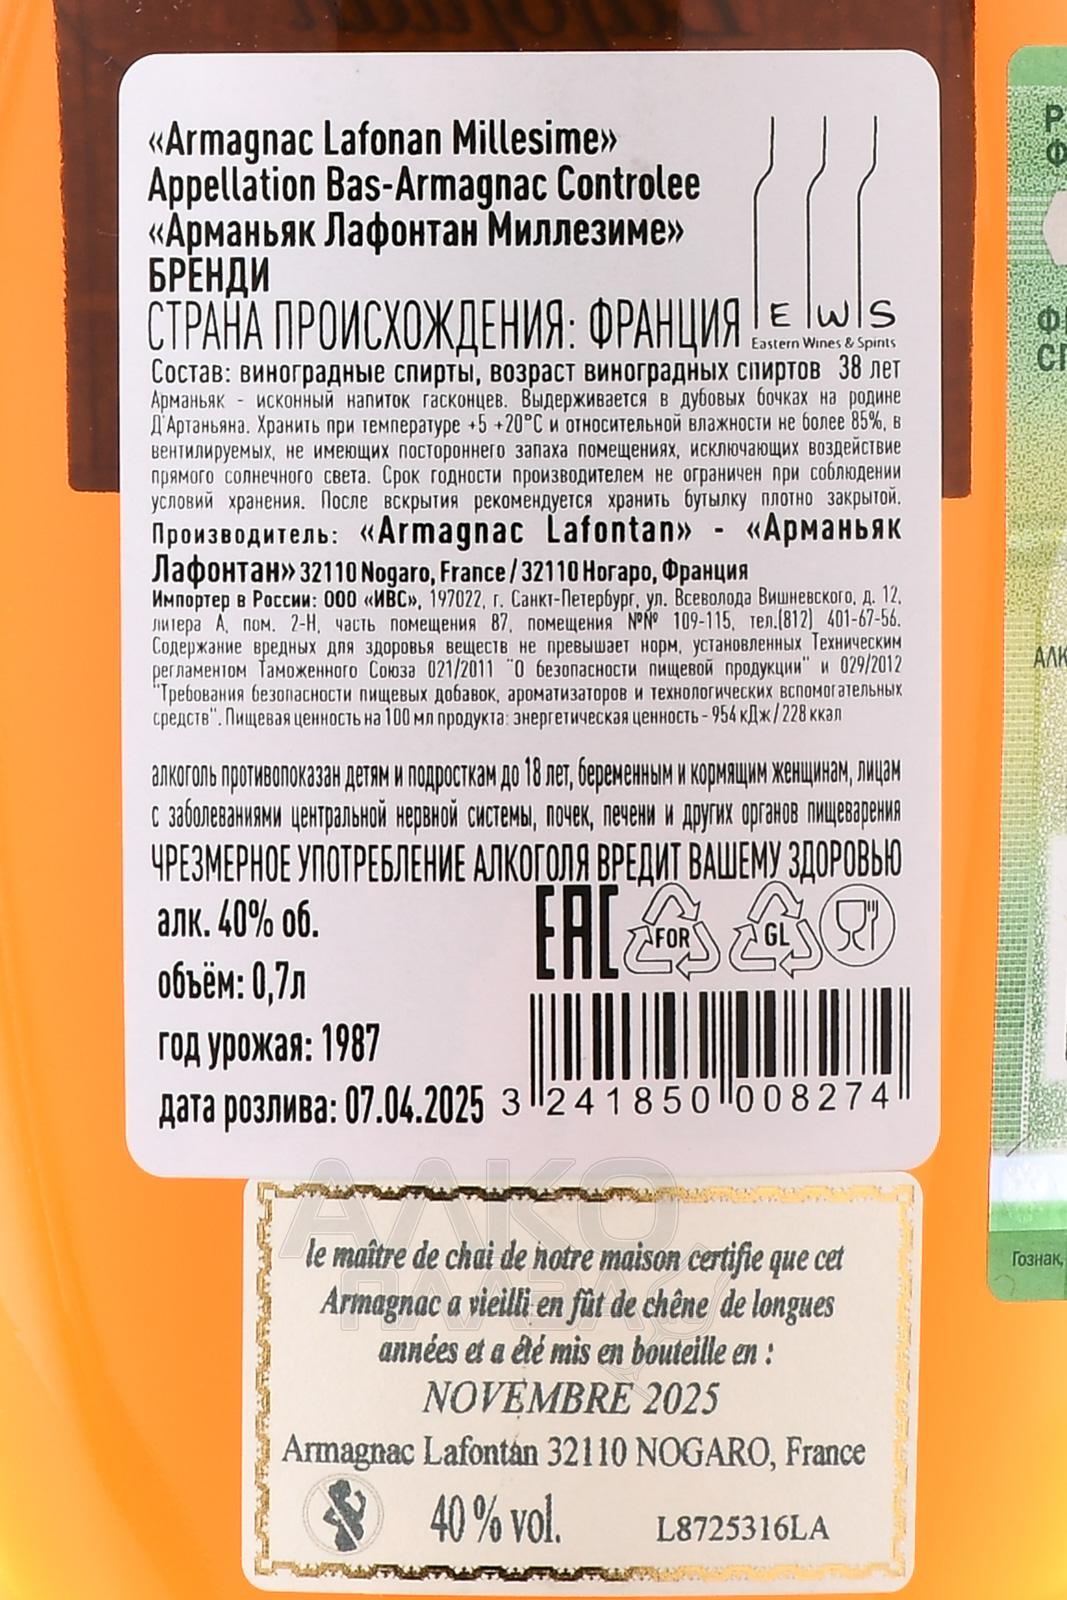 «Armagnac Lafonan Millesime»
Appellation Bas-Armagnac Controlee
«Арманьяк Лафонтан Миллезиме»
БРЕНДИ
СТРАНА ПРОИСХОЖДЕНИЯ: ФРАНЦИЯ
E W S
Eastern Wines & Spirits
Состав: виноградные спирты, возраст виноградных спиртов 38 лет
Арманьяк - исконный напиток гасконцев. Выдерживается в дубовых бочках на родине
Д'Артаньяна. Хранить при температуре +5 +20°С и относительной влажности не более 85%, в
вентилируемых, не имеющих постороннего запаха помещениях, исключающих воздействие
прямого солнечного света. Срок годности производителем не ограничен при соблюдении
условий хранения. После вскрытия рекомендуется хранить бутылку плотно закрытой.
Производитель: «Armagnac Lafontan» - «Арманьяк
Лафонтан» 32110 Nogaro, France / 32110 Ногаро, Франция
Импортер в России: ООО «ИВС», 197022, г. Санкт-Петербург, ул. Всеволода Вишневского, д. 12,
литера А, пом. 2-Н, часть помещения 87, помещения №№ 109-115, тел.(812) 401-67-56.
Содержание вредных для здоровья веществ не превышает норм, установленных Техническим
регламентом Таможенного Союза 021/2011 "О безопасности пищевой продукции" и 029/2012
"Требования безопасности пищевых добавок, ароматизаторов и технологических вспомогательных
средств". Пищевая ценность на 100 мл продукта: энергетическая ценность - 954 кДж / 228 ккал
алкоголь противопоказан детям и подросткам до 18 лет, беременным и кормящим женщинам, лицам
с заболеваниями центральной нервной системы, почек, печени и других органов пищеварения
ЧРЕЗМЕРНОЕ УПОТРЕБЛЕНИЕ АЛКОГОЛЯ ВРЕДИТ ВАШЕМУ ЗДОРОВЬЮ
алк. 40% об.
EAC
FOR
GL
объём: 0,7л
год урожая: 1987
дата розлива: 07.04.2025
3 241850 008274
АЛКО
ПЛАЗА
le maître de chai de notre maison certifie que cet
Armagnac a vieilli en fût de chêne de longues
années et a été mis en bouteille en :
NOVEMBRE 2025
Armagnac Lafontan 32110 NOGARO, France
40 % vol.
L8725316LA
Гознак,